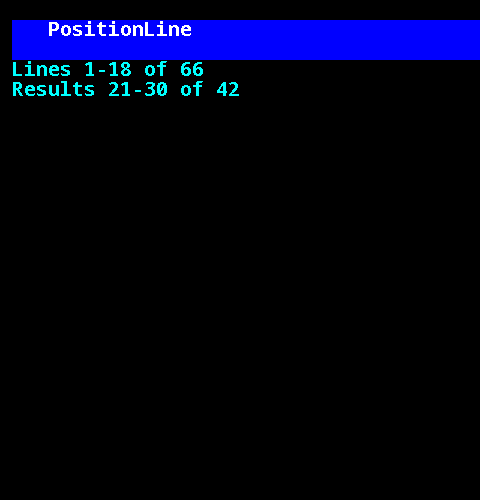 PositionLine
Lines 1-18 of 66
Results 21-30 of 42